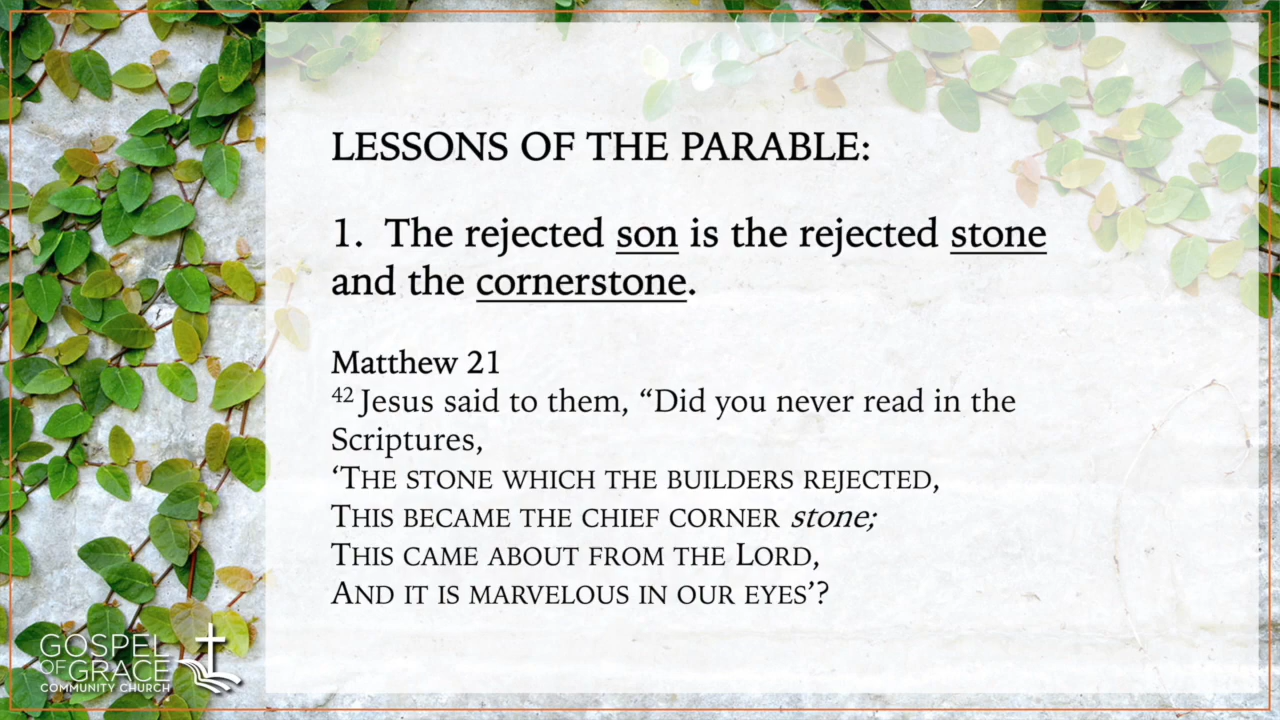 LESSONS OF THE PARABLE:
1. The rejected son is the rejected stone
and the cornerstone.
Matthew 21
42 Jesus said to them, “Did you never read in the
Scriptures,
‘THE STONE WHICH THE BUILDERS REJECTED,
THIS BECAME THE CHIEF CORNER stone;
THIS CAME ABOUT FROM THE LORD,
AND IT IS MARVELOUS IN OUR EYES’?
GOSPEL
OF GRACE
COMMUNITY CHURCH